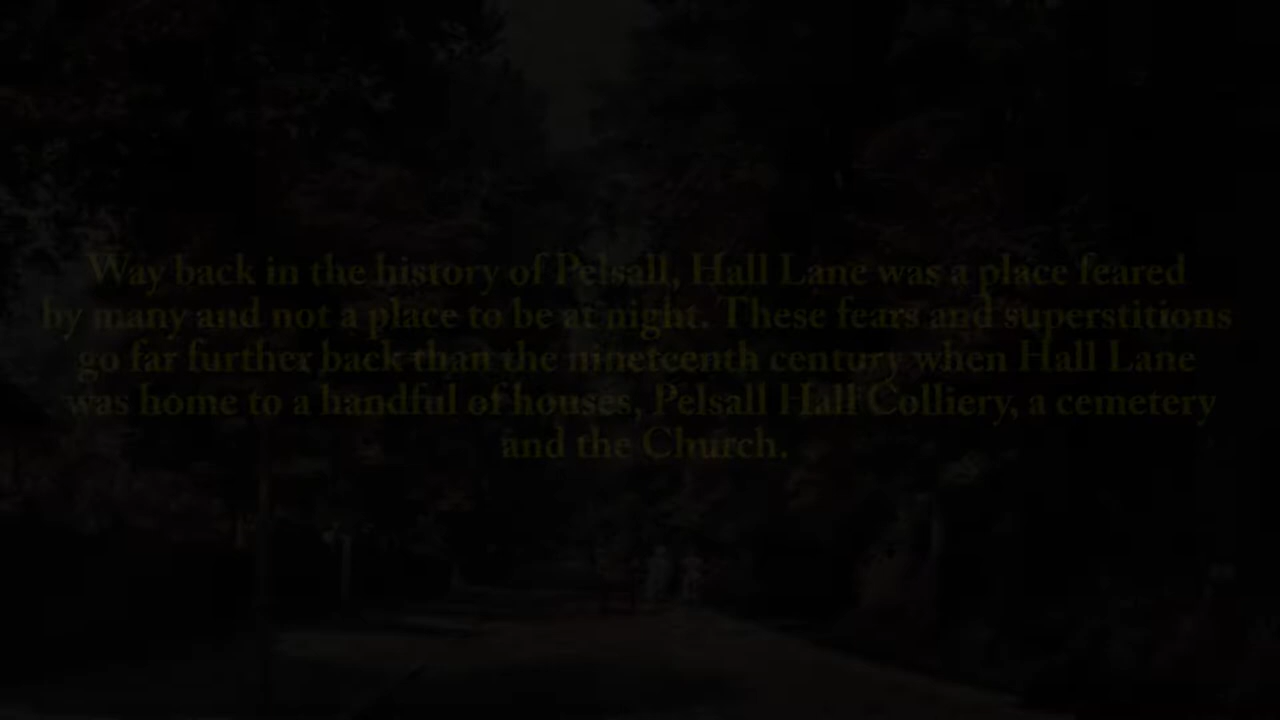 Way back in the history of Pelsall, Hall Lane was a place feared
by many and not a place to be at night. These fears and superstitions
go far further back than the nineteenth century when Hall Lane
was home to a handful of houses, Pelsall Hall Colliery, a cemetery
and the Church.